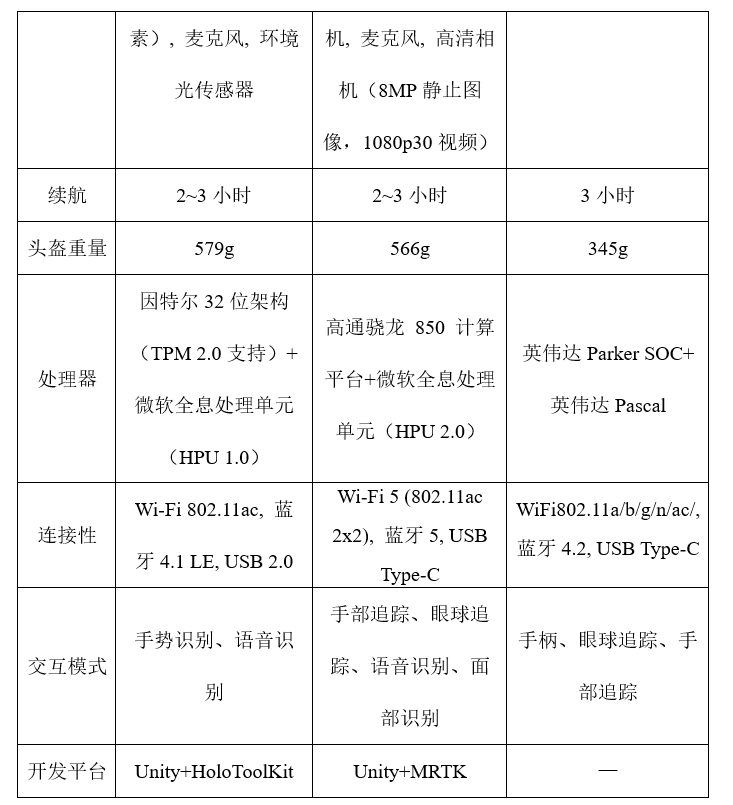 素），麦克风, 环境
光传感器
机, 麦克风, 高清相
机（8MP 静止图
像，1080p30 视频）
续航
2~3 小时
2~3 小时
3 小时
头盔重量
579g
566g
345g
处理器
因特尔 32 位架构
（TPM 2.0 支持）+
微软全息处理单元
（HPU 1.0）
高通骁龙 850 计算
平台+微软全息处理
单元（HPU 2.0）
英伟达 Parker SOC+
英伟达 Pascal
连接性
Wi-Fi 802.11ac, 蓝
牙 4.1 LE, USB 2.0
Wi-Fi 5 (802.11ac
2x2), 蓝牙 5, USB
Type-C
WiFi802.11a/b/g/n/ac/,
蓝牙 4.2, USB Type-C
交互模式
手势识别、语音识
别
手部追踪、眼球追
踪、语音识别、面
部识别
手柄、眼球追踪、手
部追踪
开发平台
Unity+HoloToolKit
Unity+MRTK
—